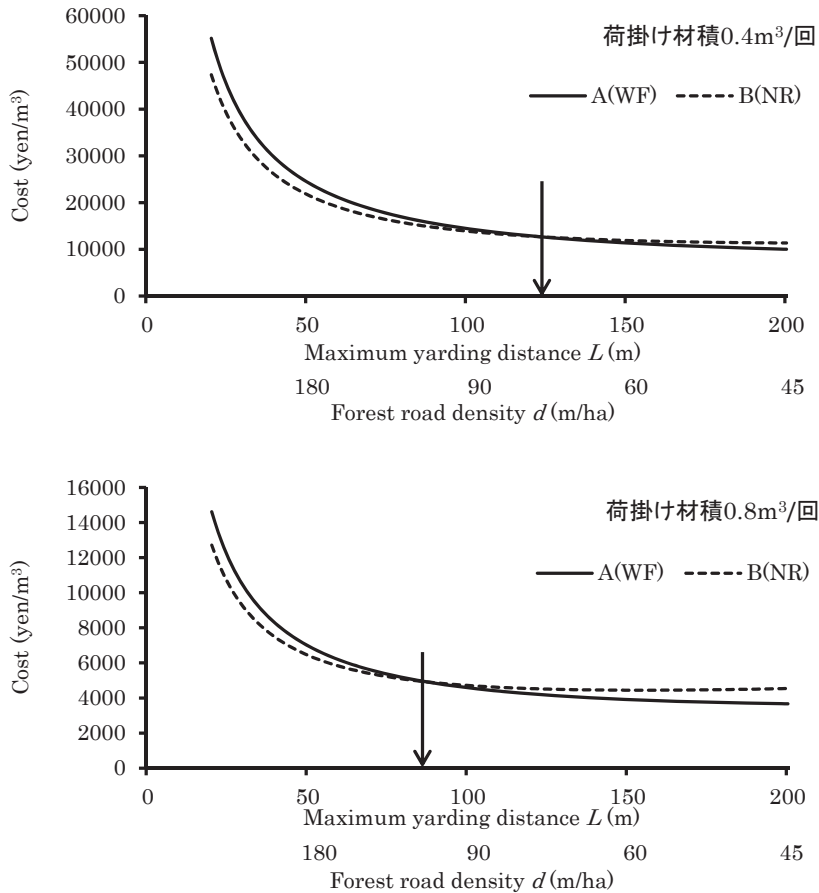 荷掛け材積0.4m³/回
A(WF) B(NR)
Cost (yen/m³)
60000
50000
40000
30000
20000
10000
0
0 50 100 150 200
Maximum yarding distance L (m)
180 90 60 45
Forest road density d (m/ha)
荷掛け材積0.8m³/回
A(WF) B(NR)
Cost (yen/m³)
16000
14000
12000
10000
8000
6000
4000
2000
0
0 50 100 150 200
Maximum yarding distance L (m)
180 90 60 45
Forest road density d (m/ha)